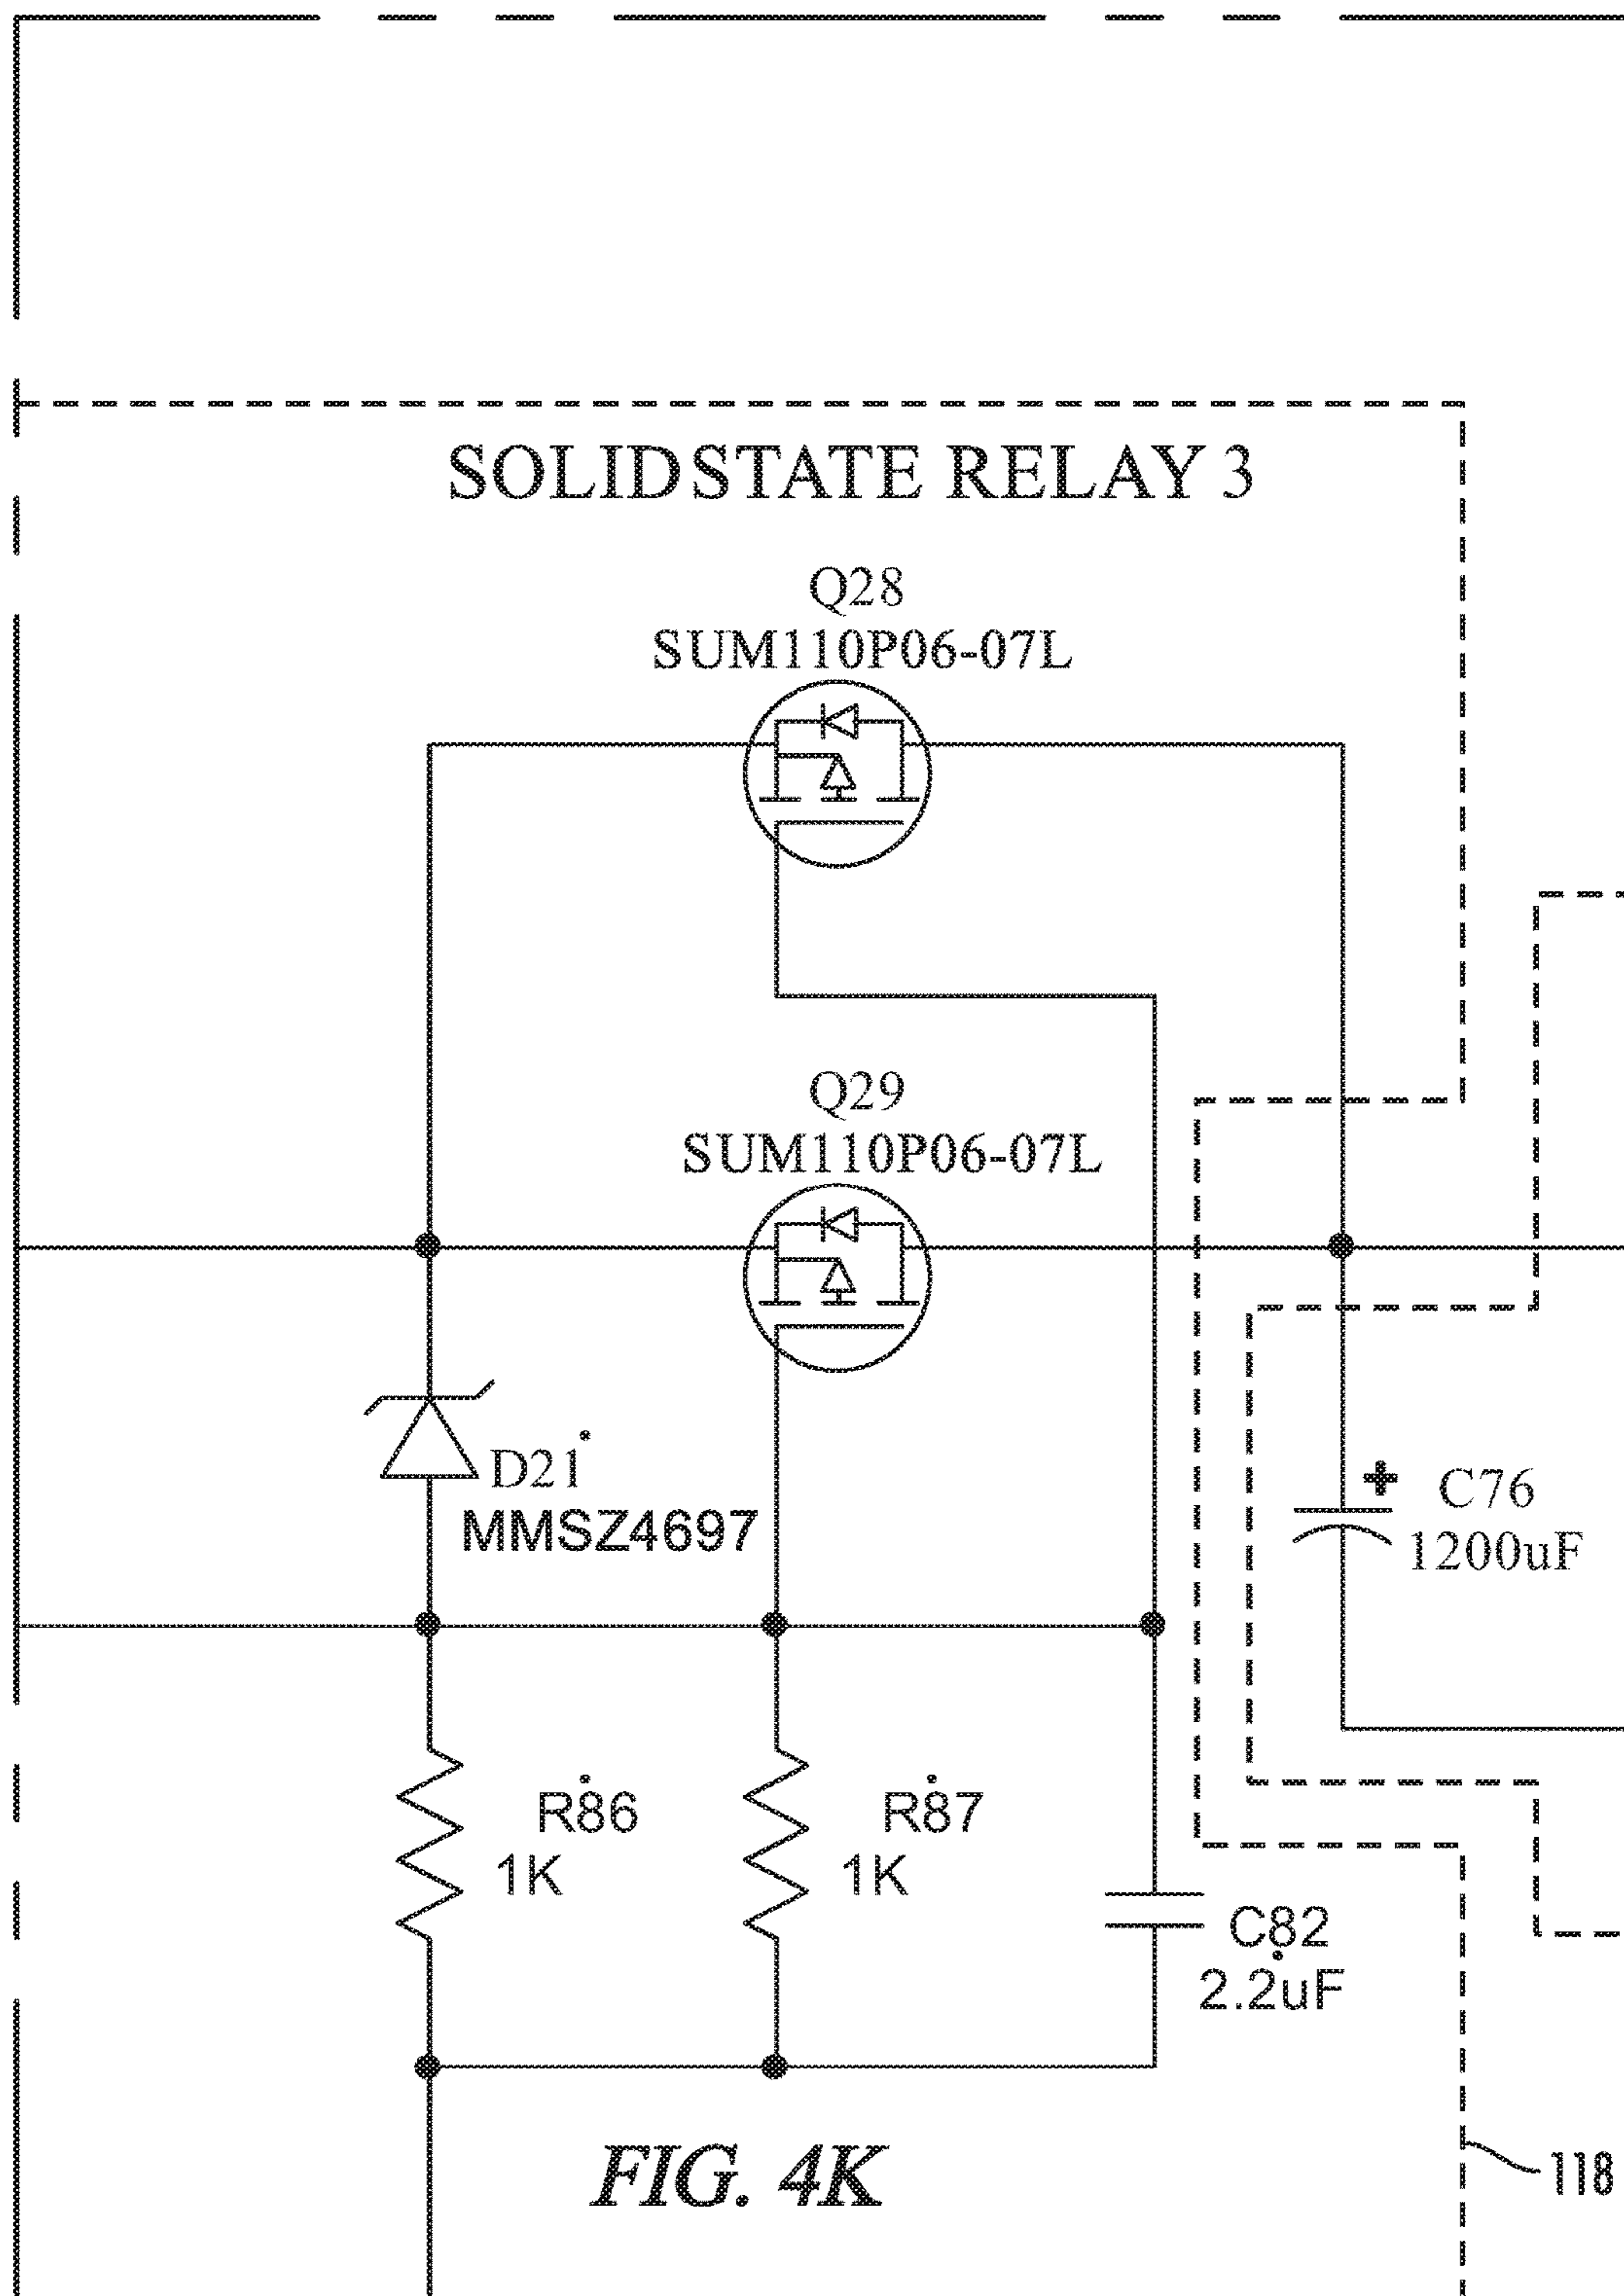 SOLIDSTATE RELAY 3
Q28
SUM110P06-07L
Q29
SUM110P06-07L
D21
MMSZ4697
+
C76
1200uF
R86
1K
R87
1K
C82
2.2uF
FIG. 4K
118